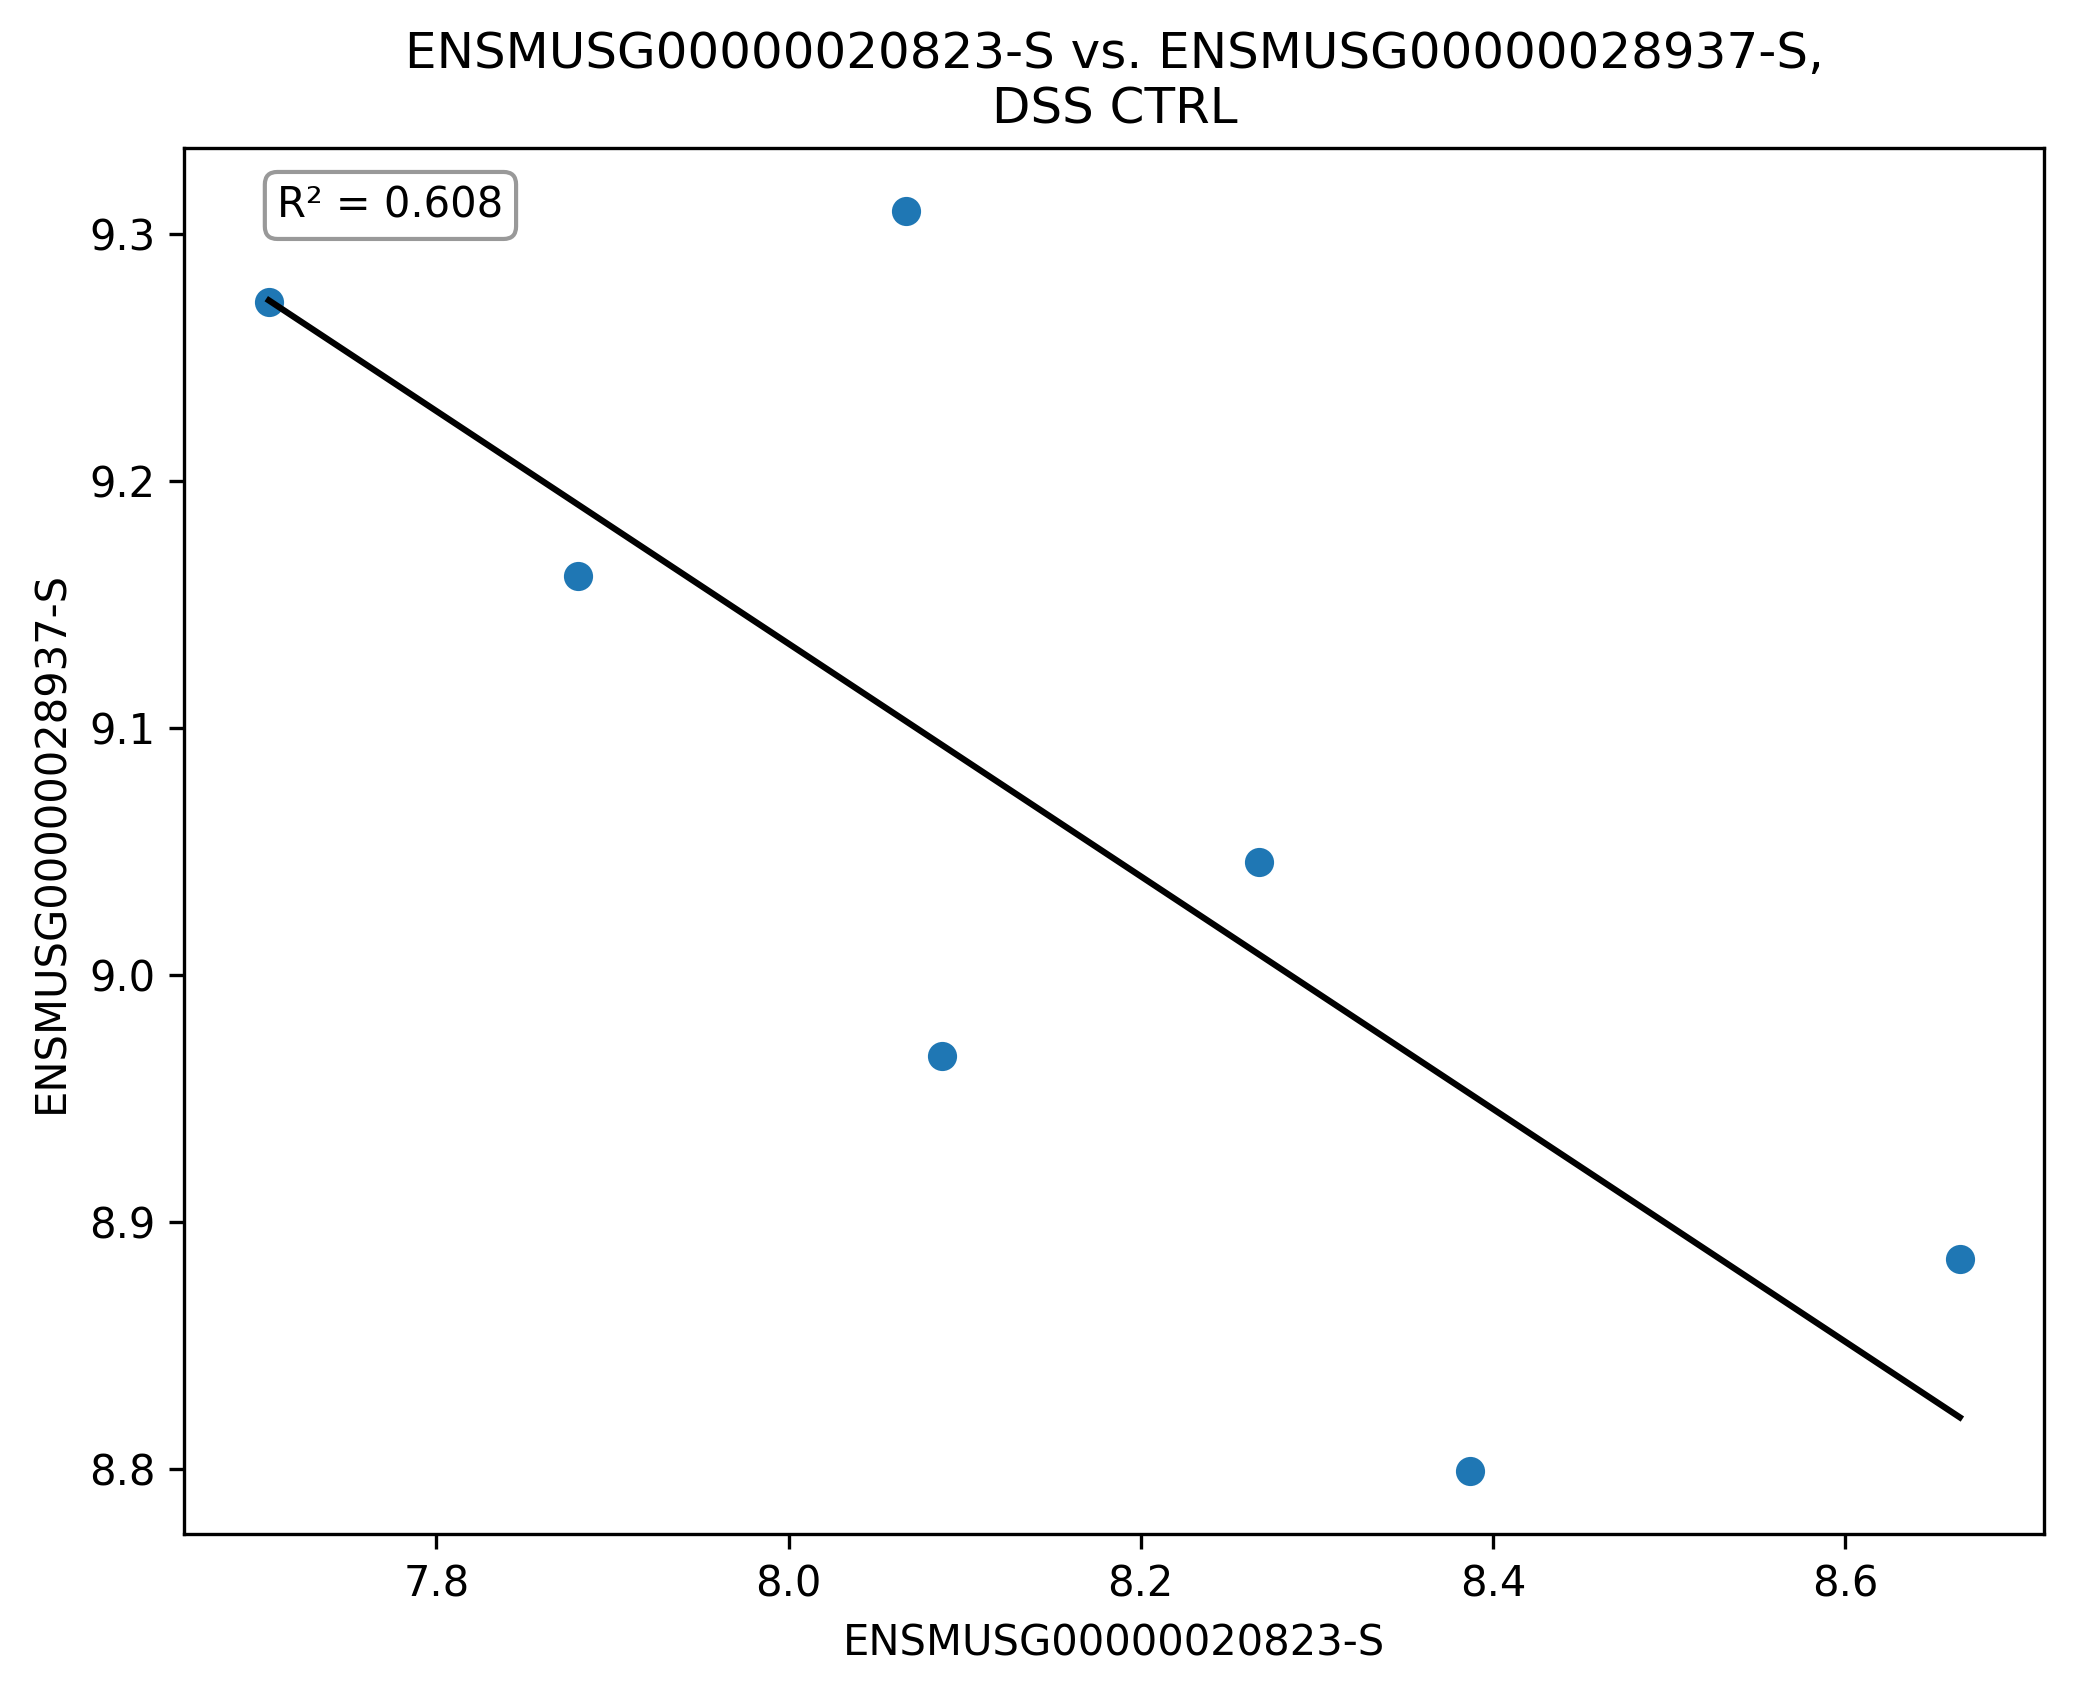 ENSMUSG00000020823-S vs. ENSMUSG00000028937-S,
DSS CTRL
R² = 0.608
9.3
9.2
9.1
9.0
8.9
8.8
ENSMUSG00000028937-S
7.8
8.0
8.2
8.4
8.6
ENSMUSG00000020823-S